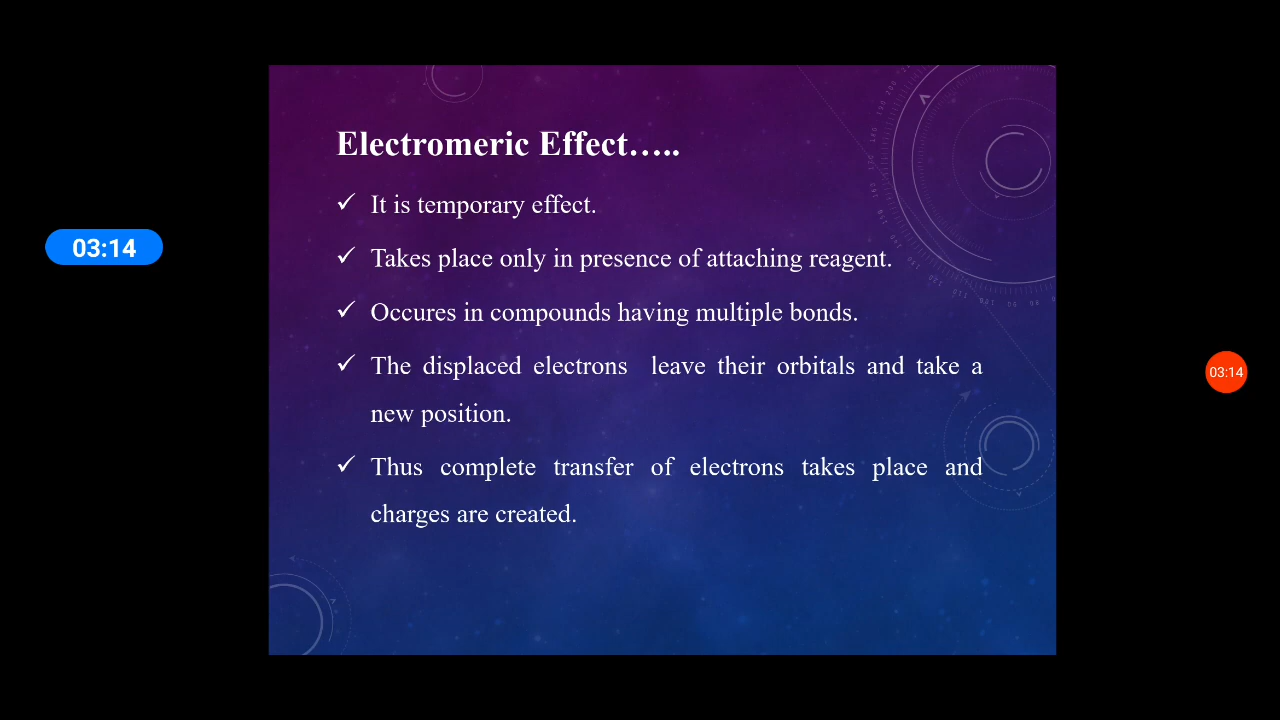 Electromeric Effect…..
✓ It is temporary effect.
✓ Takes place only in presence of attaching reagent.
03:14
✓ Occures in compounds having multiple bonds.
✓ The displaced electrons leave their orbitals and take a
new position.
03:14
✓ Thus complete transfer of electrons takes place and
charges are created.